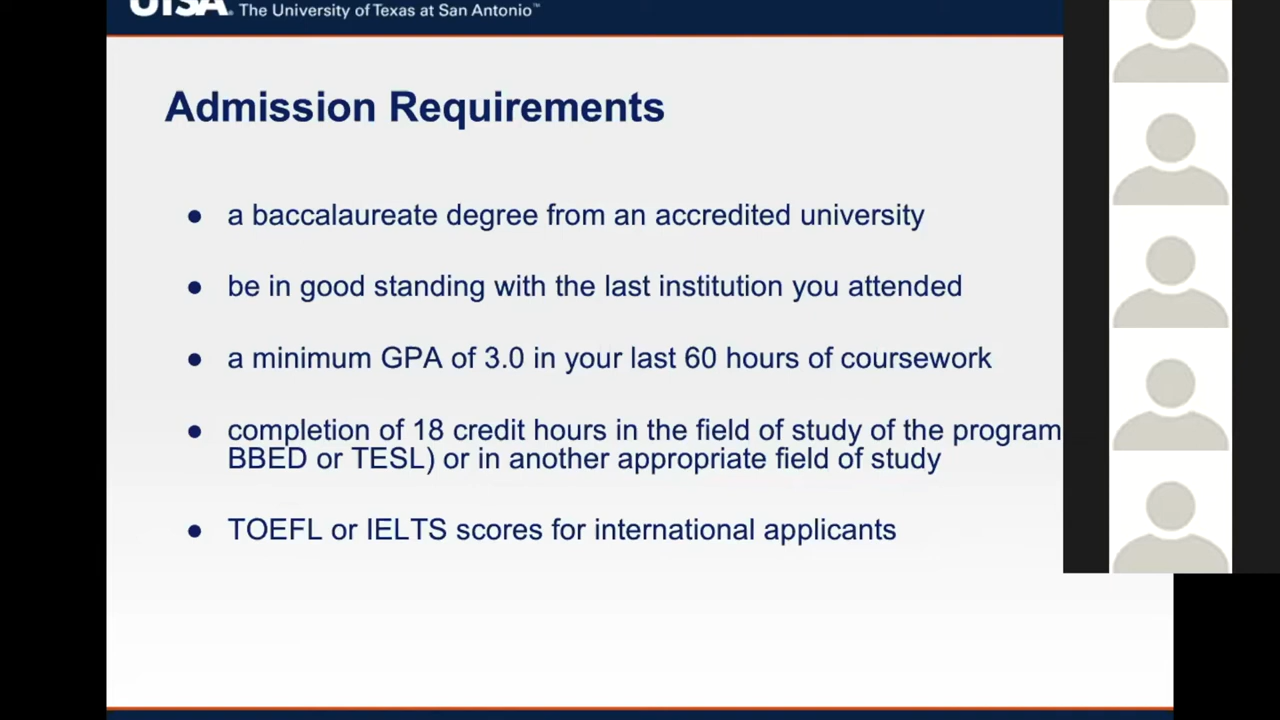 UTSA. The University of Texas at San Antonio™
Admission Requirements
● a baccalaureate degree from an accredited university
● be in good standing with the last institution you attended
● a minimum GPA of 3.0 in your last 60 hours of coursework
● completion of 18 credit hours in the field of study of the program
BBED or TESL) or in another appropriate field of study
● TOEFL or IELTS scores for international applicants